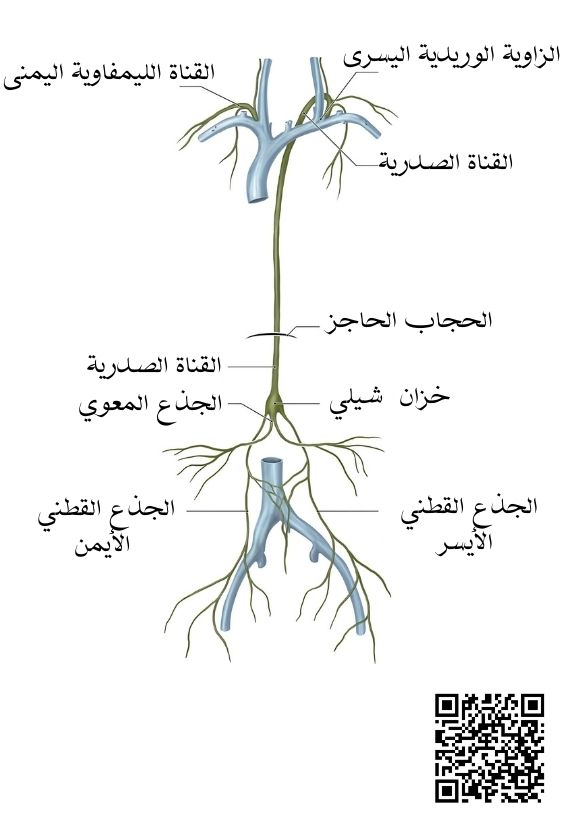 الزاوية الوريدية اليسرى
القناة الليمفاوية اليمنى
القناة الصدرية
الحجاب الحاجز
القناة الصدرية
خزان شيلي
الجذع المعوي
الجذع القطني
الأيسر
الجذع القطني
الأيمن